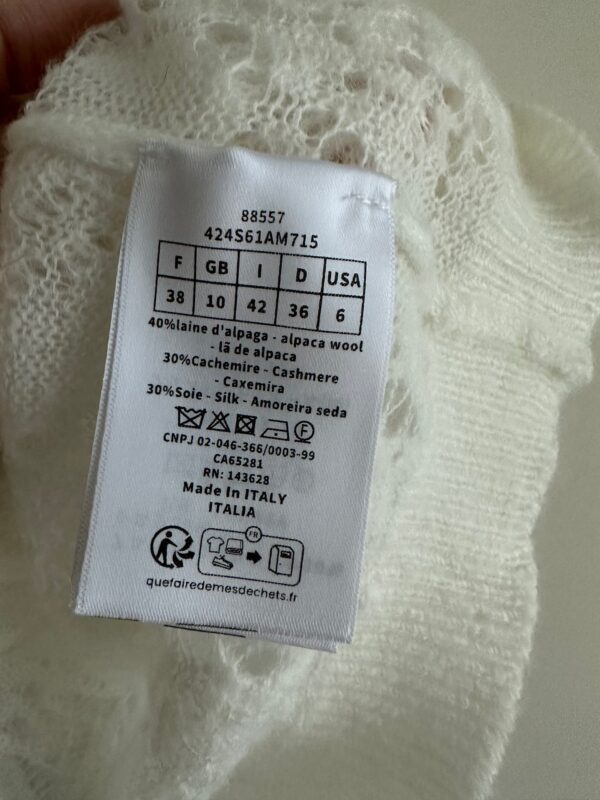 88557
424S61AM715
F GB I D USA
38 10 42 36 6
40%laine d'alpaga - alpaca wool
- lã de alpaca
30%Cachemire - Cashmere
- Caxemira
30%Soie - Silk - Amoreira seda
F
CNPJ 02-046-366/0003-99
CA65281
RN: 143628
Made In ITALY
ITALIA
FR
quefairedemesdechets.fr